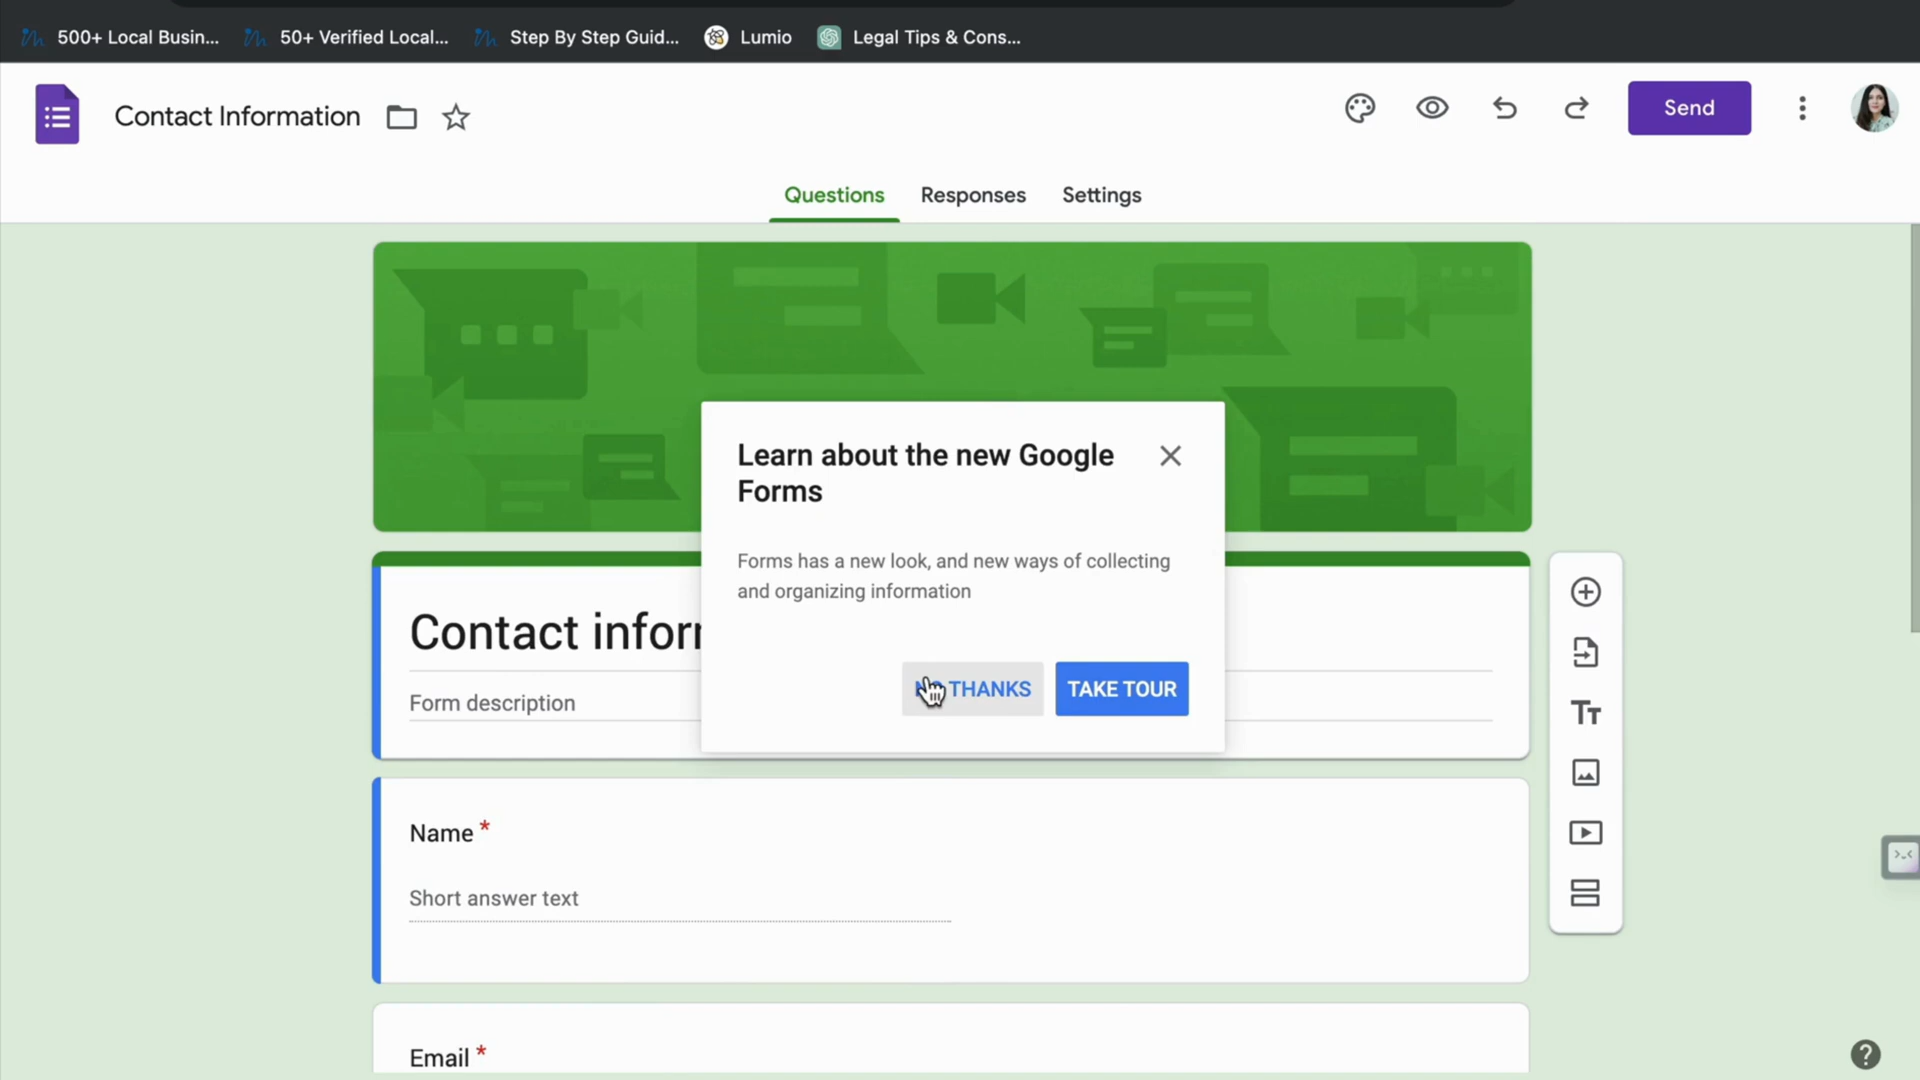 500+ Local Busin...
50+ Verified Local...
Step By Step Guid...
Lumio
Legal Tips & Cons...
Contact Information
Send
Questions
Responses
Settings
Learn about the new Google
Forms
Forms has a new look, and new ways of collecting
and organizing information
THANKS
TAKE TOUR
Contact infor
Form description
Name *
Short answer text
Email *